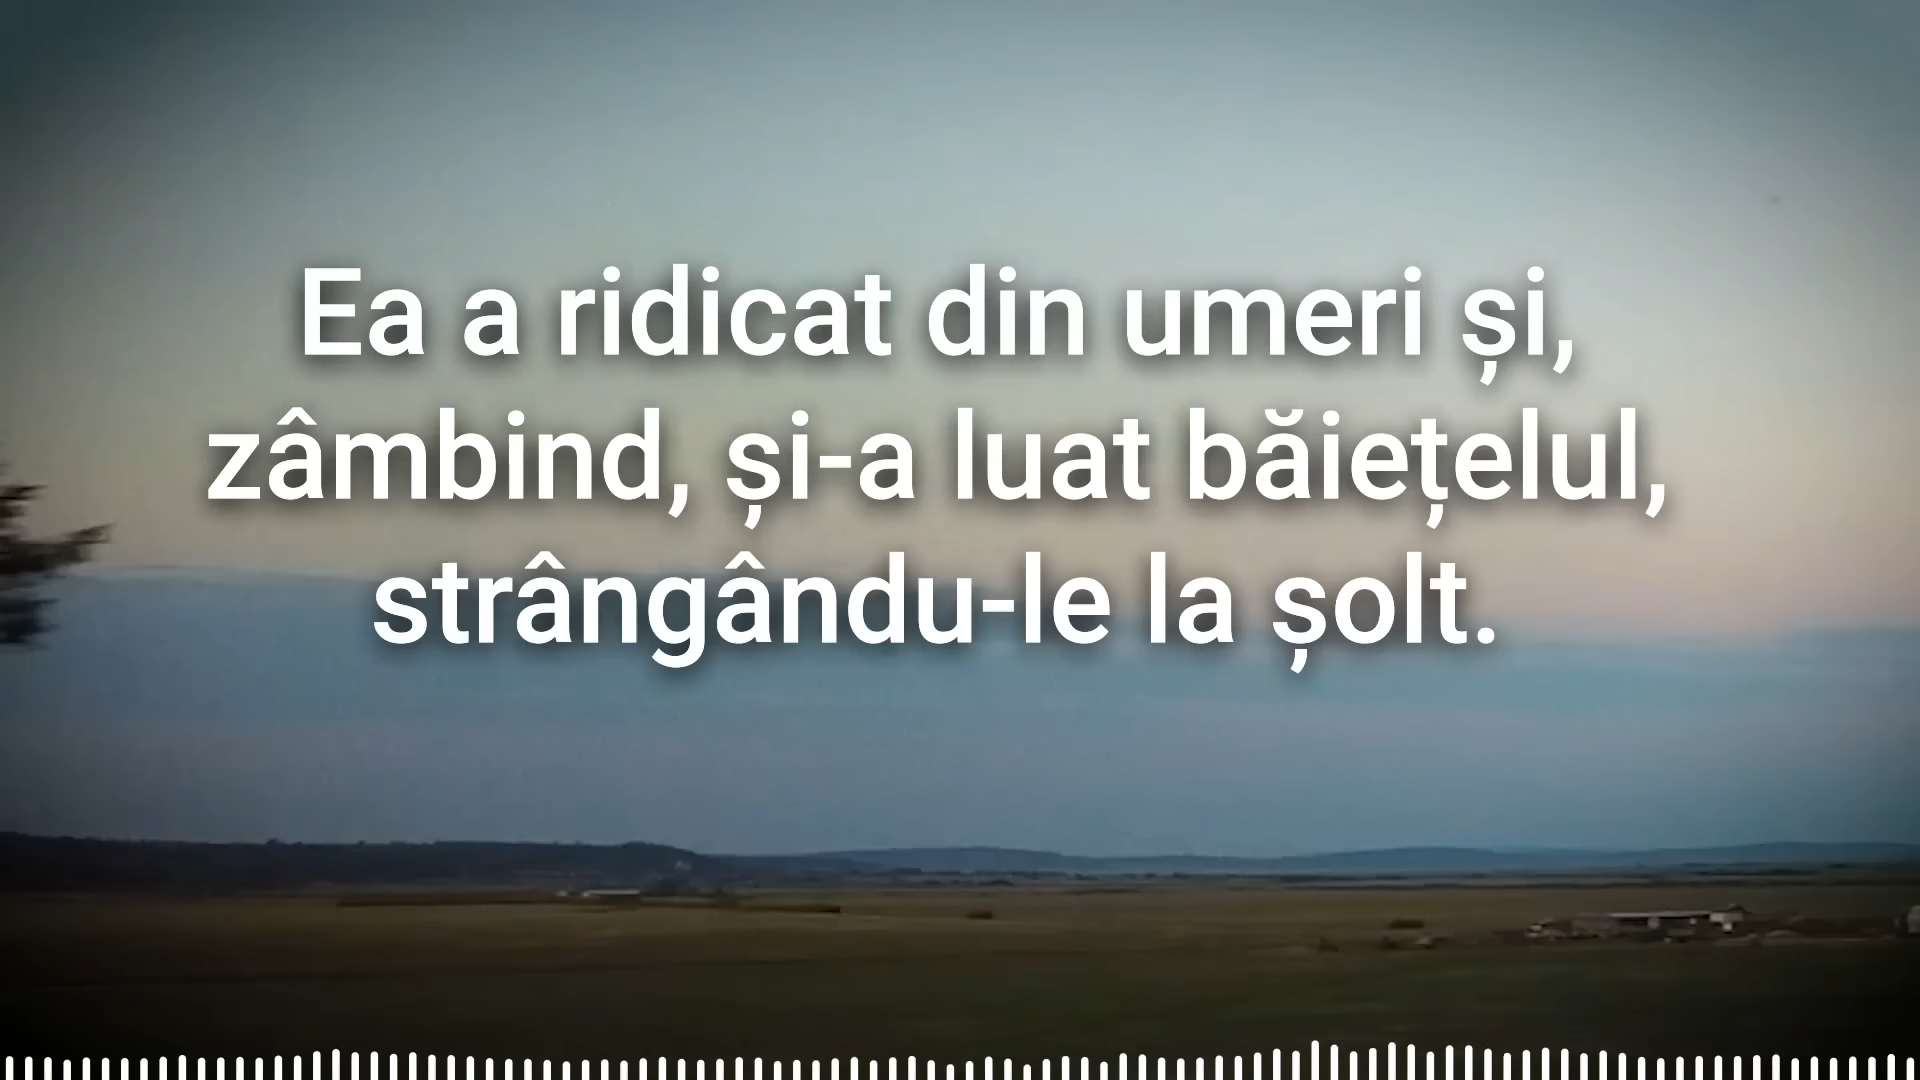 Ea a ridicat din umeri și,
zâmbind, și-a luat băiețelul,
strângându-le la șolt.